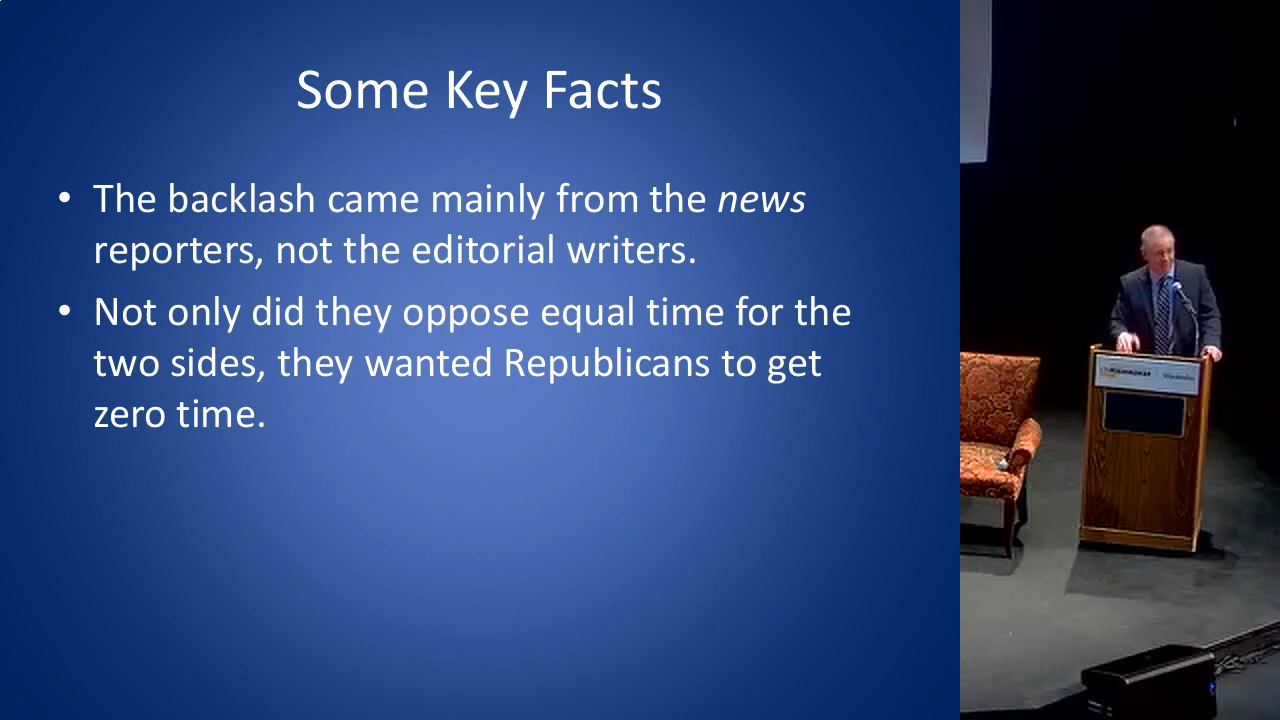 Some Key Facts
• The backlash came mainly from the news
reporters, not the editorial writers.
• Not only did they oppose equal time for the
two sides, they wanted Republicans to get
zero time.